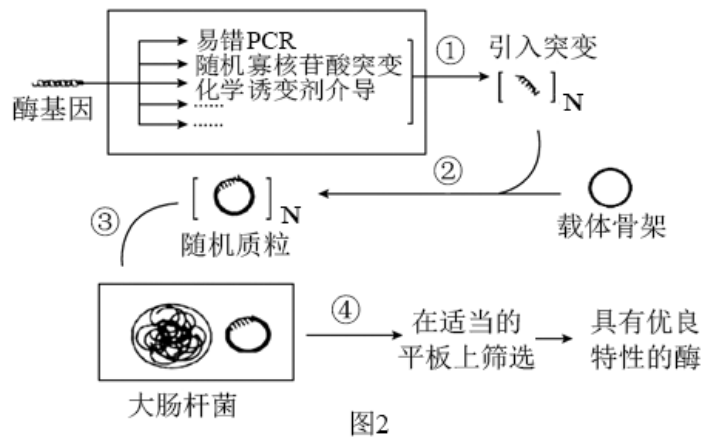 易错PCR
随机寡核苷酸突变
化学诱变剂介导
……
……
酶基因
①
引入突变
[ ]N
②
载体骨架
[ ]N
随机质粒
③
④
在适当的
平板上筛选
具有优良
特性的酶
大肠杆菌
图2